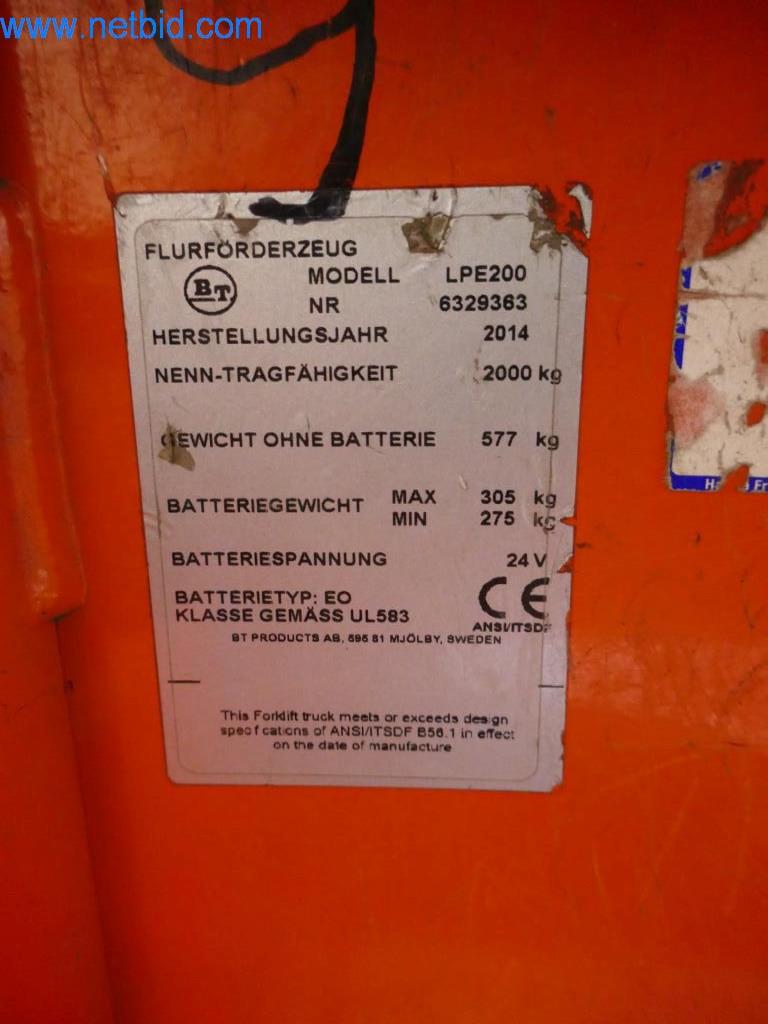 www.netbid.com
FLURFÖRDERZEUG
BT MODELL LPE200
NR 6329363
HERSTELLUNGSJAHR 2014
NENN-TRAGFÄHIGKEIT 2000 kg
GEWICHT OHNE BATTERIE 577 kg
BATTERIEGEWICHT MAX 305 kg
MIN 275 kg
BATTERIESPANNUNG 24 V
BATTERIETYP: EO
KLASSE GEMÄSS UL583 CE
ANSI/ITSDF
BT PRODUCTS AB, 595 81 MJÖLBY, SWEDEN
This Forklift truck meets or exceeds design
specifications of ANSI/ITSDF B56.1 in effect
on the date of manufacture